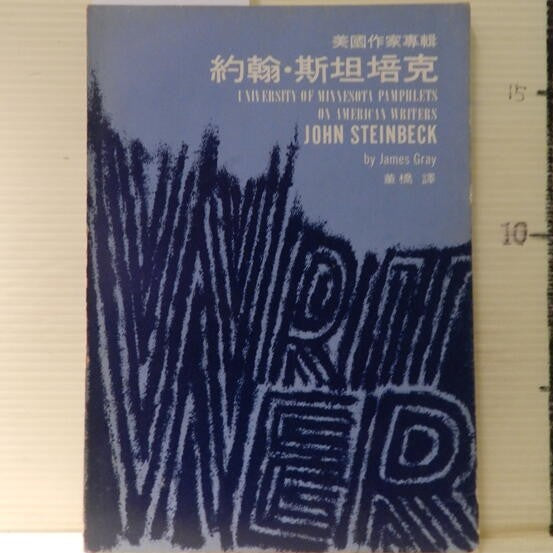 美國作家專輯
約翰·斯坦培克
UNIVERSITY OF MINNESOTA PAMPHLETS
ON AMERICAN WRITERS
JOHN STEINBECK
by James Gray
董橋 譯
WRITER
15
10